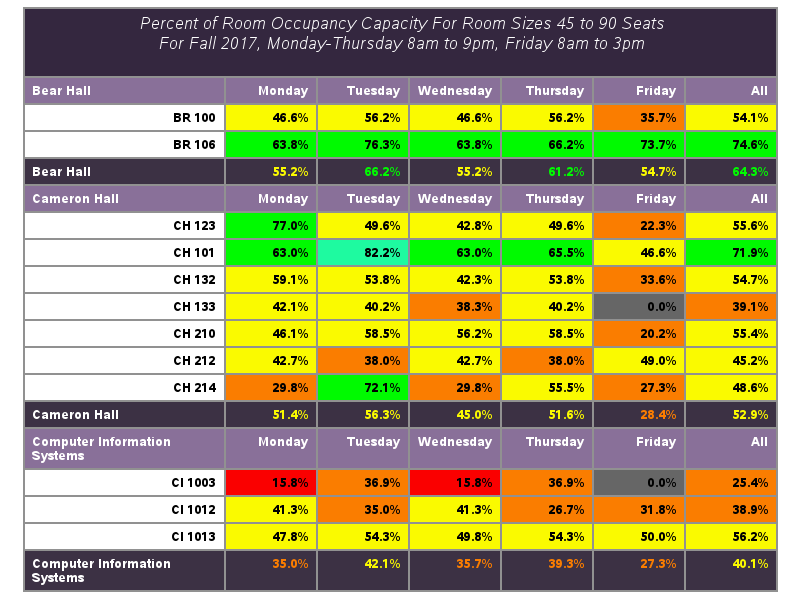 Percent of Room Occupancy Capacity For Room Sizes 45 to 90 Seats
For Fall 2017, Monday-Thursday 8am to 9pm, Friday 8am to 3pm
Bear Hall Monday Tuesday Wednesday Thursday Friday All
BR 100 46.6% 56.2% 46.6% 56.2% 35.7% 54.1%
BR 106 63.8% 76.3% 63.8% 66.2% 73.7% 74.6%
Bear Hall 55.2% 66.2% 55.2% 61.2% 54.7% 64.3%
Cameron Hall Monday Tuesday Wednesday Thursday Friday All
CH 123 77.0% 49.6% 42.8% 49.6% 22.3% 55.6%
CH 101 63.0% 82.2% 63.0% 65.5% 46.6% 71.9%
CH 132 59.1% 53.8% 42.3% 53.8% 33.6% 54.7%
CH 133 42.1% 40.2% 38.3% 40.2% 0.0% 39.1%
CH 210 46.1% 58.5% 56.2% 58.5% 20.2% 55.4%
CH 212 42.7% 38.0% 42.7% 38.0% 49.0% 45.2%
CH 214 29.8% 72.1% 29.8% 55.5% 27.3% 48.6%
Cameron Hall 51.4% 56.3% 45.0% 51.6% 28.4% 52.9%
Computer Information Monday Tuesday Wednesday Thursday Friday All
Systems
CI 1003 15.8% 36.9% 15.8% 36.9% 0.0% 25.4%
CI 1012 41.3% 35.0% 41.3% 26.7% 31.8% 38.9%
CI 1013 47.8% 54.3% 49.8% 54.3% 50.0% 56.2%
Computer Information 35.0% 42.1% 35.7% 39.3% 27.3% 40.1%
Systems